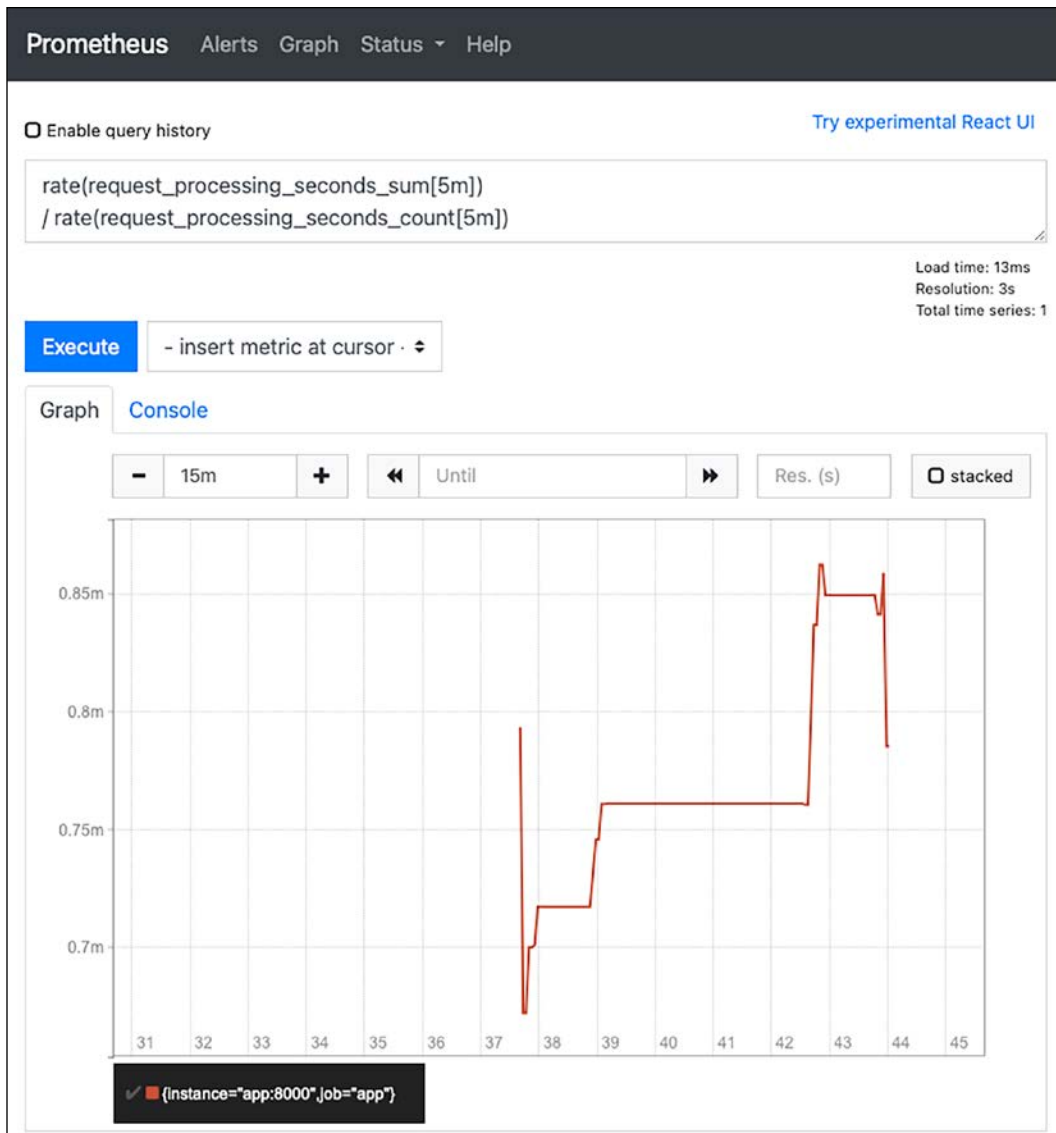 Prometheus Alerts Graph Status Help
Enable query history
Try experimental React UI
rate(request_processing_seconds_sum[5m])
/ rate(request_processing_seconds_count[5m])
Load time: 13ms
Resolution: 3s
Total time series: 1
Execute - insert metric at cursor -
Graph Console
- 15m + Until Res. (s) stacked
0.85m
0.8m
0.75m
0.7m
31 32 33 34 35 36 37 38 39 40 41 42 43 44 45
{instance="app:8000",job="app"}